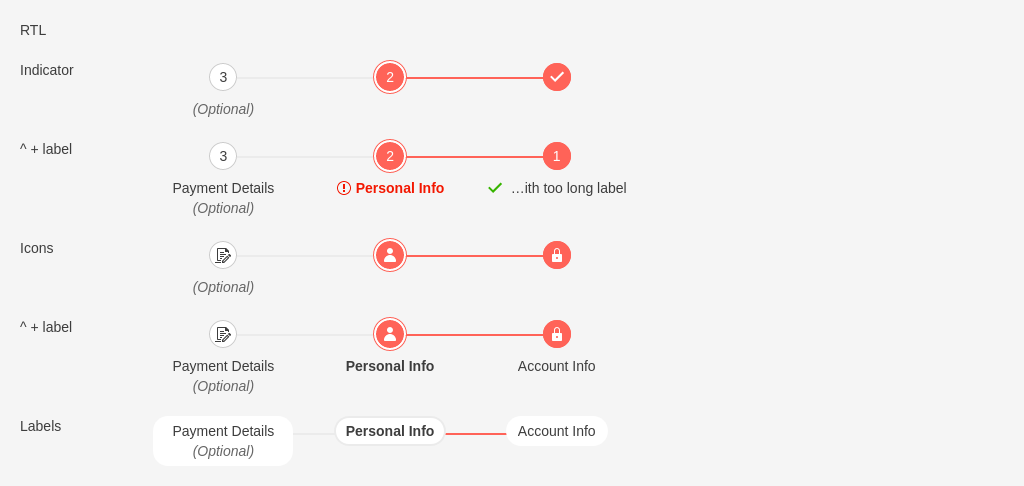 RTL
Indicator
3 2
(Optional)
^ + label
3 2 1
Payment Details Personal Info …ith too long label
(Optional)
Icons
(Optional)
^ + label
Payment Details Personal Info Account Info
(Optional)
Labels
Payment Details Personal Info Account Info
(Optional)